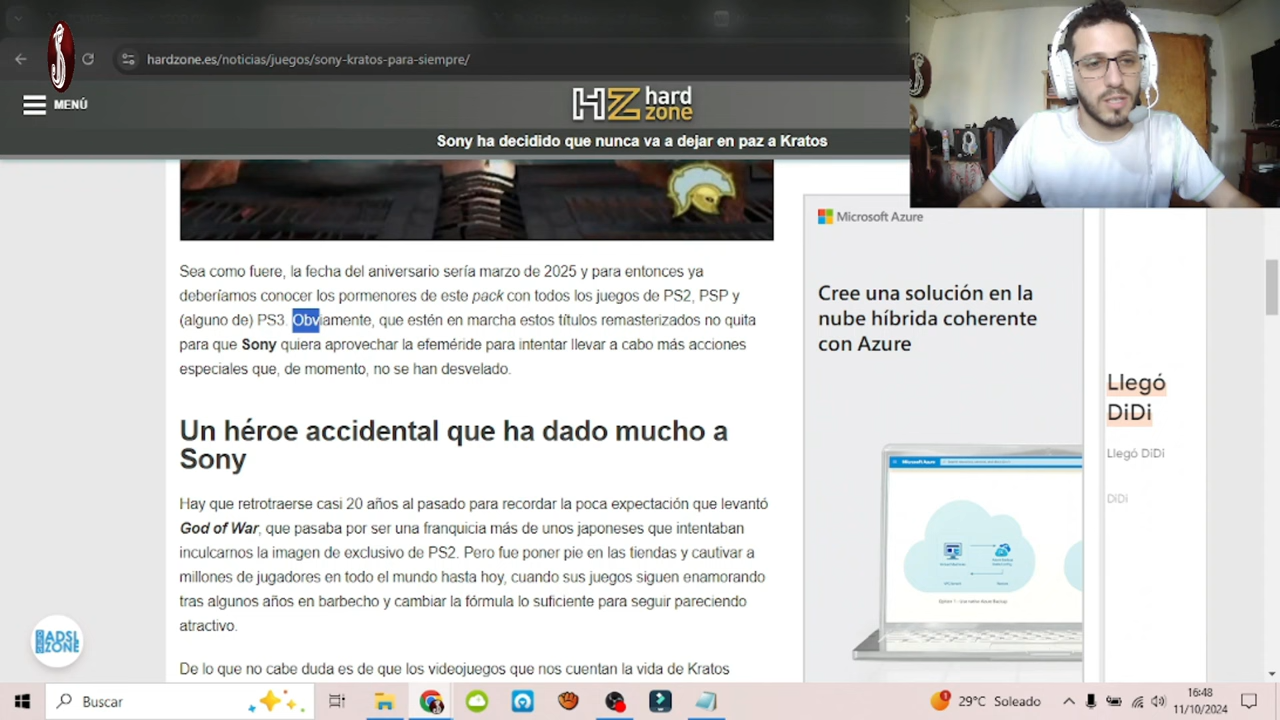 hardzone.es/noticias/juegos/sony-kratos-para-siempre/
MENÚ
HZ hard
zone
Sony ha decidido que nunca va a dejar en paz a Kratos
Sea como fuere, la fecha del aniversario sería marzo de 2025 y para entonces ya
deberíamos conocer los pormenores de este pack con todos los juegos de PS2, PSP y
(alguno de) PS3. Obviamente, que estén en marcha estos títulos remasterizados no quita
para que Sony quiera aprovechar la efeméride para intentar llevar a cabo más acciones
especiales que, de momento, no se han desvelado.
Un héroe accidental que ha dado mucho a
Sony
Hay que retrotraerse casi 20 años al pasado para recordar la poca expectación que levantó
God of War, que pasaba por ser una franquicia más de unos japoneses que intentaban
inculcarnos la imagen de exclusivo de PS2. Pero fue poner pie en las tiendas y cautivar a
millones de jugadores en todo el mundo hasta hoy, cuando sus juegos siguen enamorando
tras algunos años en barbecho y cambiar la fórmula lo suficiente para seguir pareciendo
atractivo.
De lo que no cabe duda es de que los videojuegos que nos cuentan la vida de Kratos
Microsoft Azure
Cree una solución en la
nube híbrida coherente
con Azure
Microsoft Azure
Llegó
DiDi
Llegó DiDi
DiDi
ADSL
ZONE
Buscar
1
29°C Soleado
16:48
11/10/2024